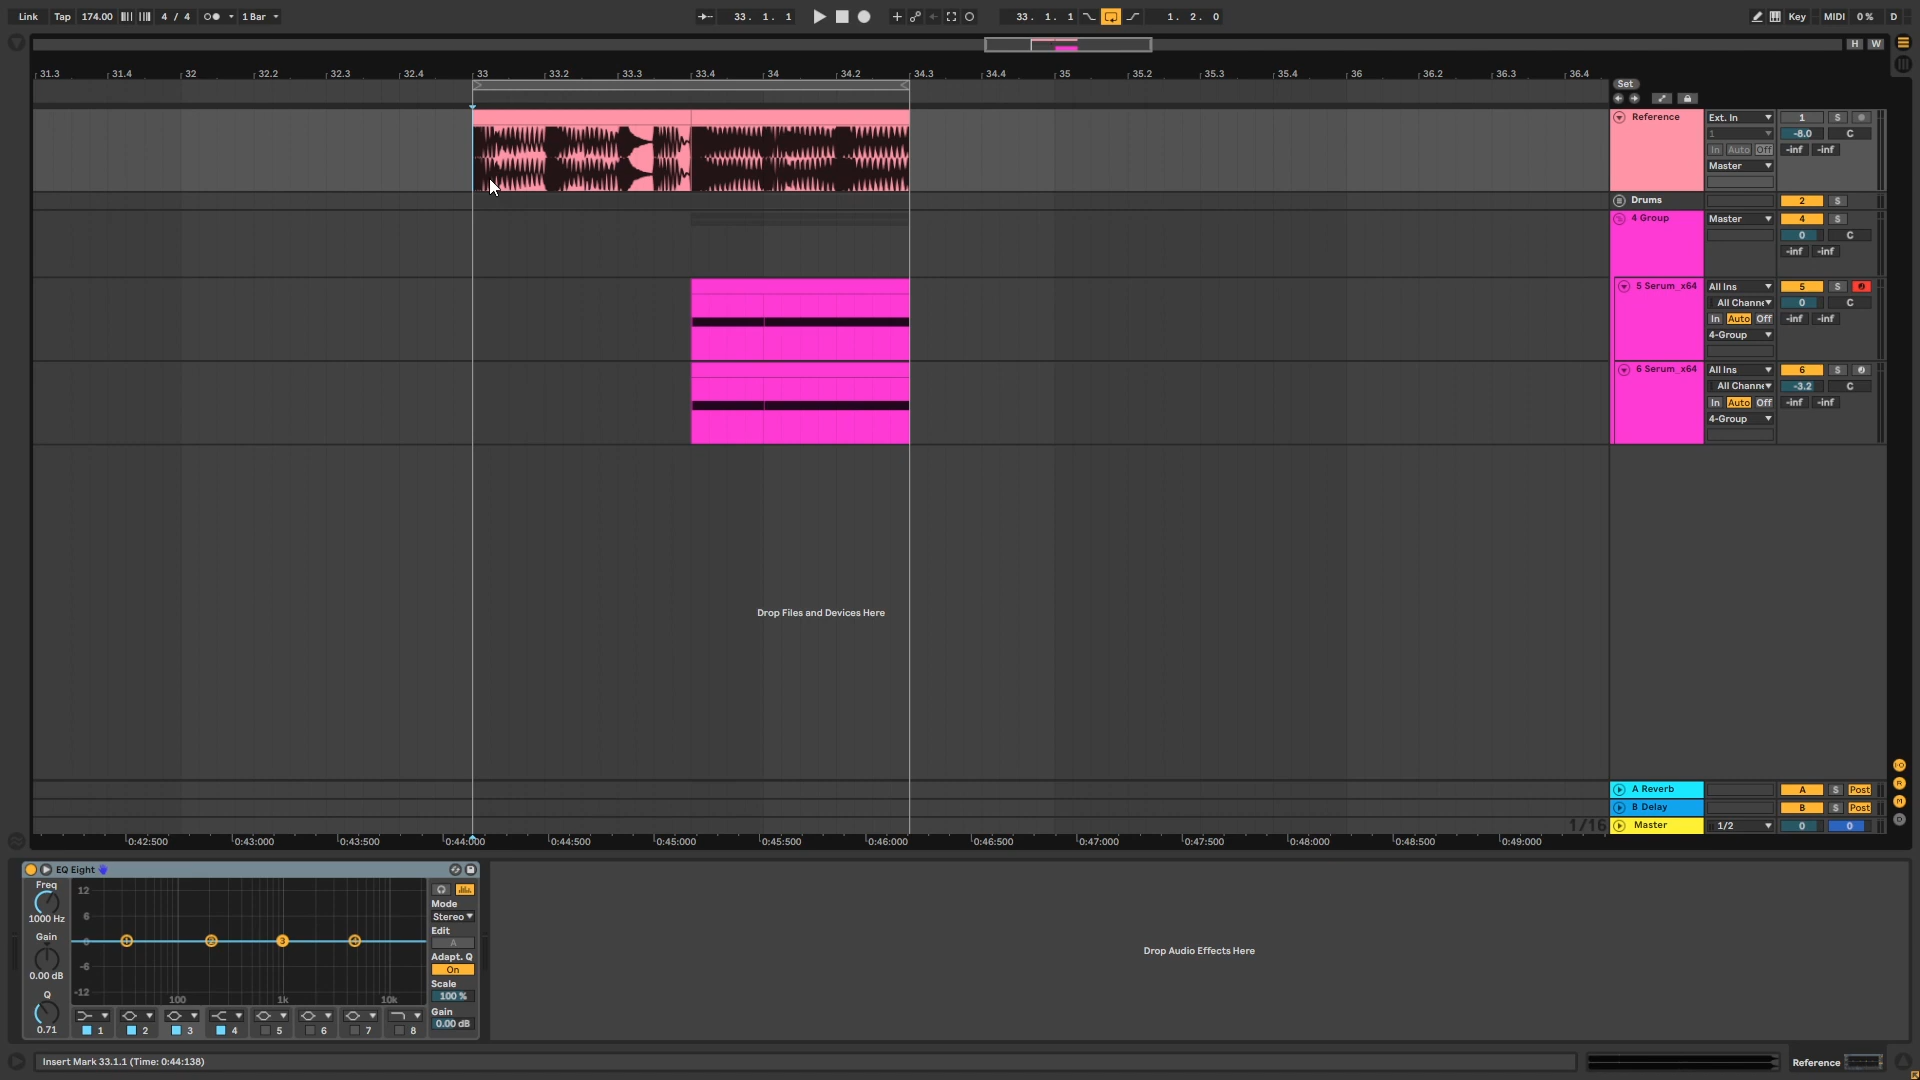 Link Tap 174.00 4 / 4 1 Bar 33. 1. 1 33. 1. 1 1. 2. 0 Key MIDI 0 % D
H W
31.3 31.4 32 32.2 32.3 32.4 33 33.2 33.3 33.4 34 34.2 34.3 34.4 35 35.2 35.3 35.4 36 36.2 36.3 36.4
Set
Reference Ext. In 1 S
1 -8.0 C
In Auto Off -inf -inf
Master
Drums 2 S
4 Group Master 4 S
0 C
-inf -inf
5 Serum_x64 All Ins 5 S
All Channe 0 C
In Auto Off -inf -inf
4-Group
6 Serum_x64 All Ins 6 S
All Channe -3.2 C
In Auto Off -inf -inf
4-Group
Drop Files and Devices Here
A Reverb A S Post
B Delay B S Post
1/16 Master 1/2 0 0
0:42:500 0:43:000 0:43:500 0:44:000 0:44:500 0:45:000 0:45:500 0:46:000 0:46:500 0:47:000 0:47:500 0:48:000 0:48:500 0:49:000
EQ Eight
Freq
1000 Hz
Gain
0.00 dB
Q
0.71
12
6
0
-6
-12
100 1k 10k
1 2 3 4
1 2 3 4 5 6 7 8
Mode
Stereo
Edit
A
Adapt. Q
On
Scale
100 %
Gain
0.00 dB
Drop Audio Effects Here
Insert Mark 33.1.1 (Time: 0:44:138)
Reference